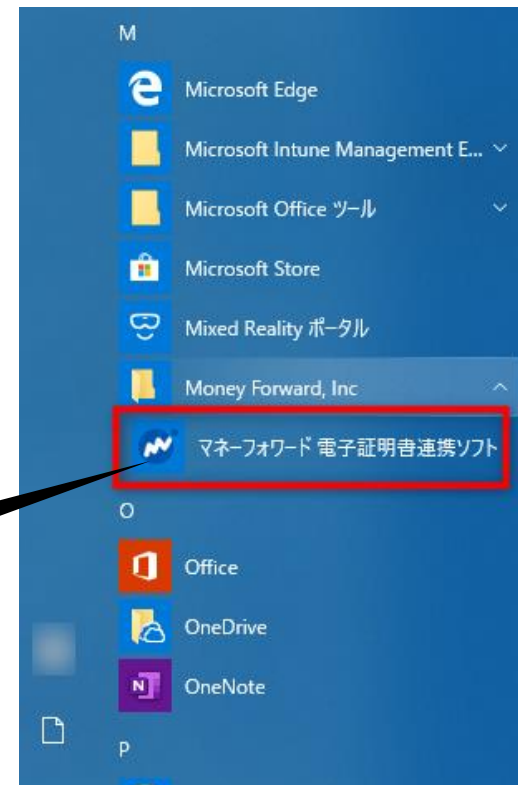 M
Microsoft Edge
Microsoft Intune Management E...
Microsoft Office ツール
Microsoft Store
Mixed Reality ポータル
Money Forward, Inc
マネーフォワード 電子証明書連携ソフト
O
Office
OneDrive
OneNote
P